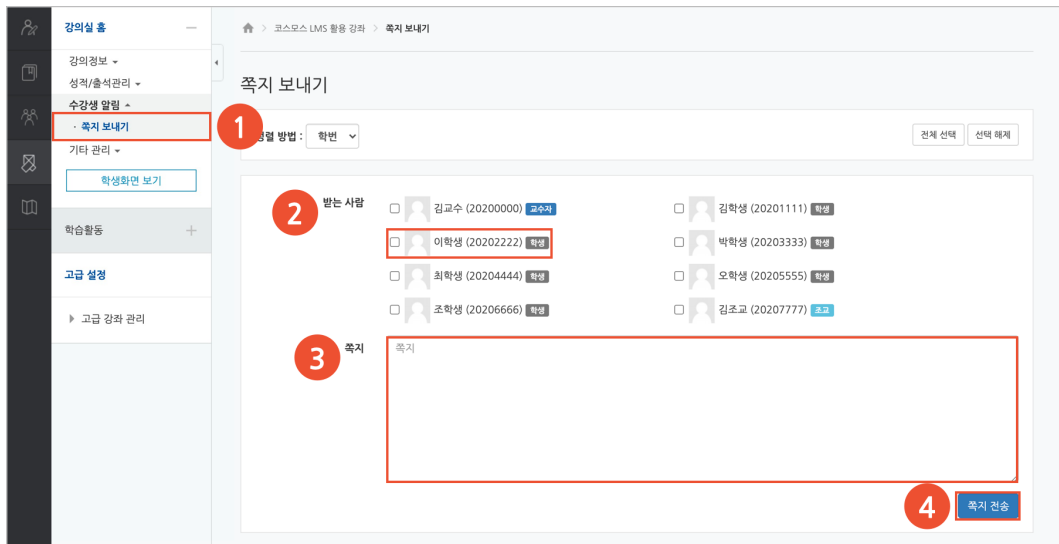 강의실 홈
강의정보
성적/출석관리
수강생 알림
· 쪽지 보내기
기타 관리
학생화면 보기
학습활동
고급 설정
고급 강좌 관리
코스모스 LMS 활용 강좌 > 쪽지 보내기
쪽지 보내기
1
방법 : 학번
전체 선택 선택 해제
2
받는 사람
김교수 (20200000) 교수자
김학생 (20201111) 학생
이학생 (20202222) 학생
박학생 (20203333) 학생
최학생 (20204444) 학생
오학생 (20205555) 학생
조학생 (20206666) 학생
김조교 (20207777) 조교
3
쪽지
쪽지
4
쪽지 전송